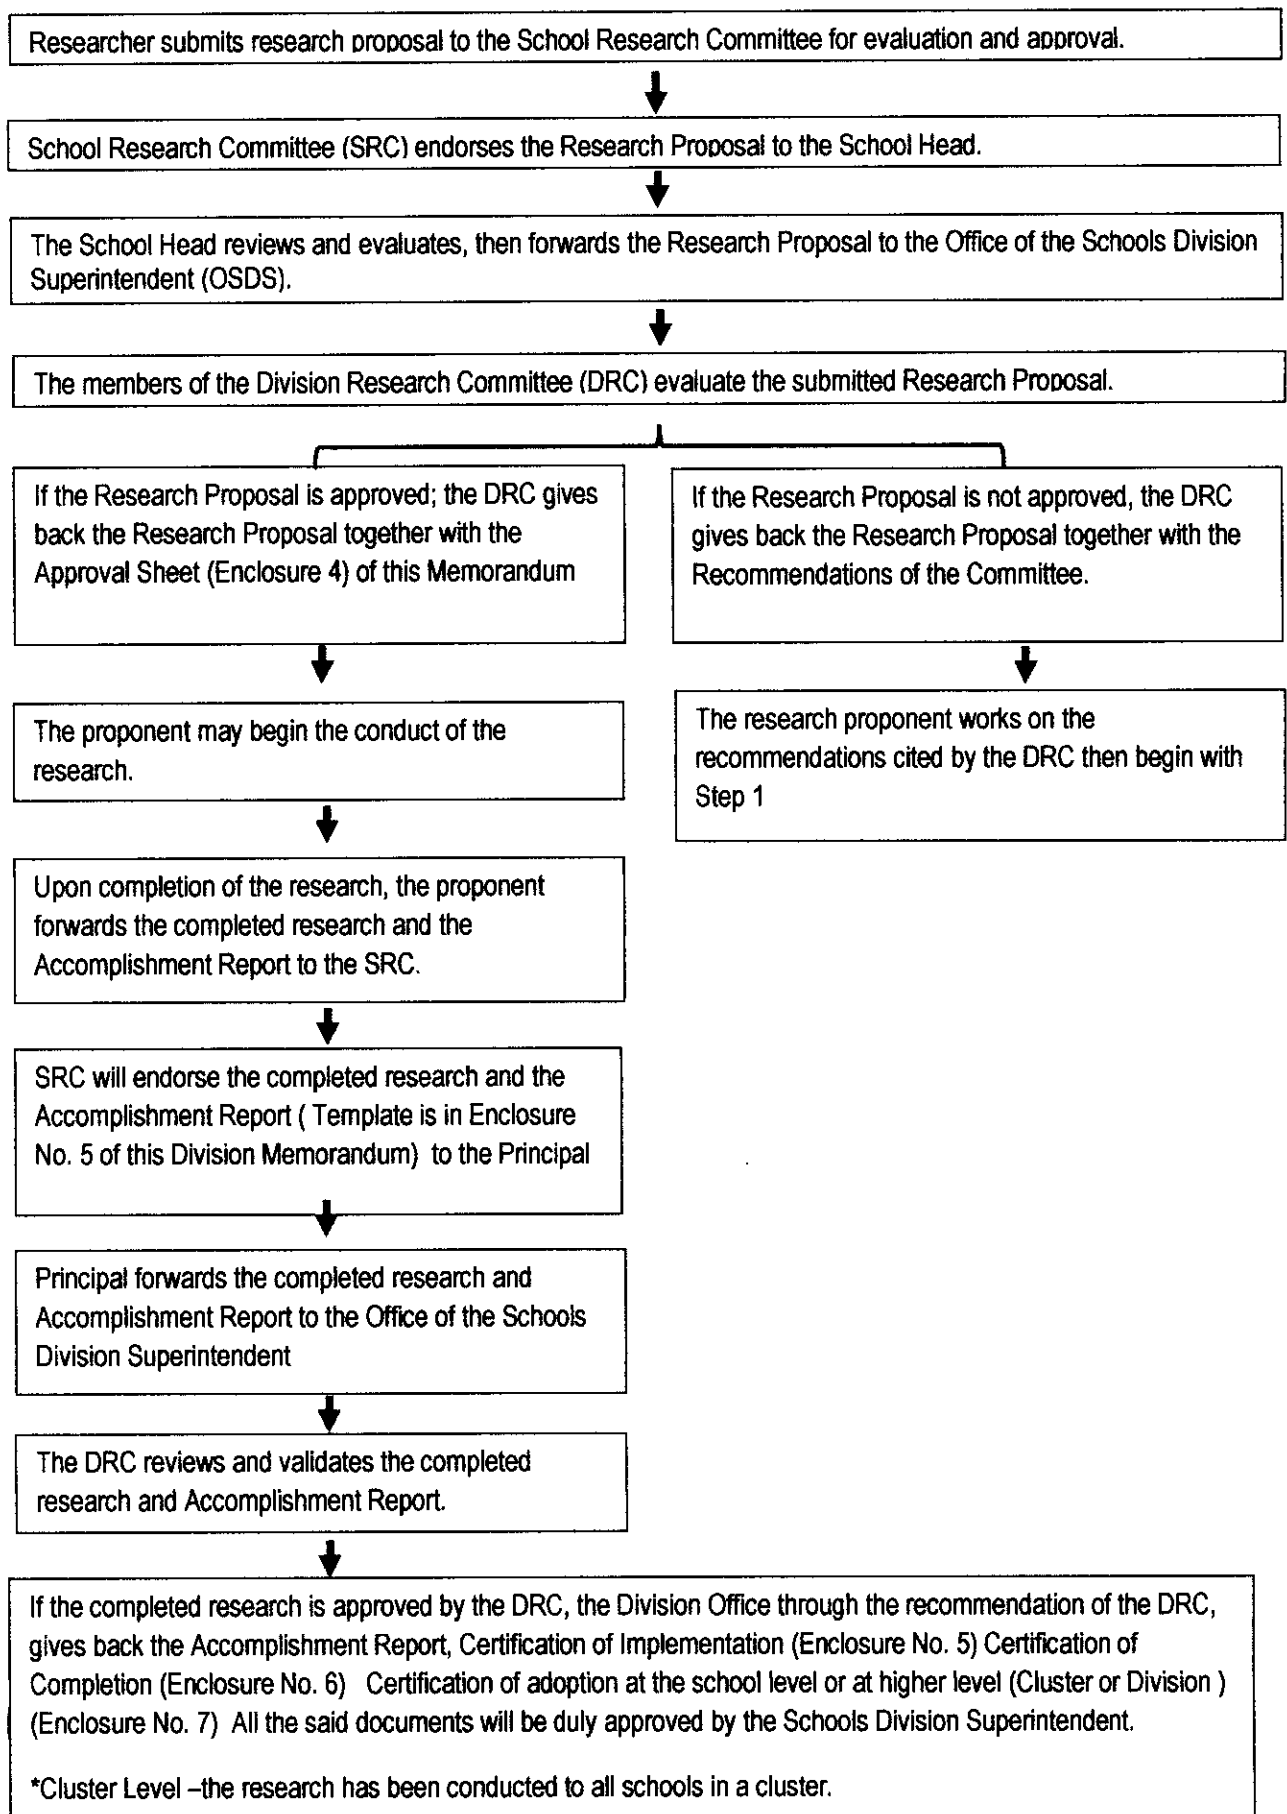 Researcher submits research proposal to the School Research Committee for evaluation and approval.
School Research Committee (SRC) endorses the Research Proposal to the School Head.
The School Head reviews and evaluates, then forwards the Research Proposal to the Office of the Schools Division
Superintendent (OSDS).
The members of the Division Research Committee (DRC) evaluate the submitted Research Proposal.
If the Research Proposal is approved; the DRC gives
back the Research Proposal together with the
Approval Sheet (Enclosure 4) of this Memorandum
If the Research Proposal is not approved, the DRC
gives back the Research Proposal together with the
Recommendations of the Committee.
The proponent may begin the conduct of the
research.
The research proponent works on the
recommendations cited by the DRC then begin with
Step 1
Upon completion of the research, the proponent
forwards the completed research and the
Accomplishment Report to the SRC.
SRC will endorse the completed research and the
Accomplishment Report ( Template is in Enclosure
No. 5 of this Division Memorandum) to the Principal
Principal forwards the completed research and
Accomplishment Report to the Office of the Schools
Division Superintendent
The DRC reviews and validates the completed
research and Accomplishment Report.
If the completed research is approved by the DRC, the Division Office through the recommendation of the DRC,
gives back the Accomplishment Report, Certification of Implementation (Enclosure No. 5) Certification of
Completion (Enclosure No. 6) Certification of adoption at the school level or at higher level (Cluster or Division )
(Enclosure No. 7) All the said documents will be duly approved by the Schools Division Superintendent.
*Cluster Level –the research has been conducted to all schools in a cluster.